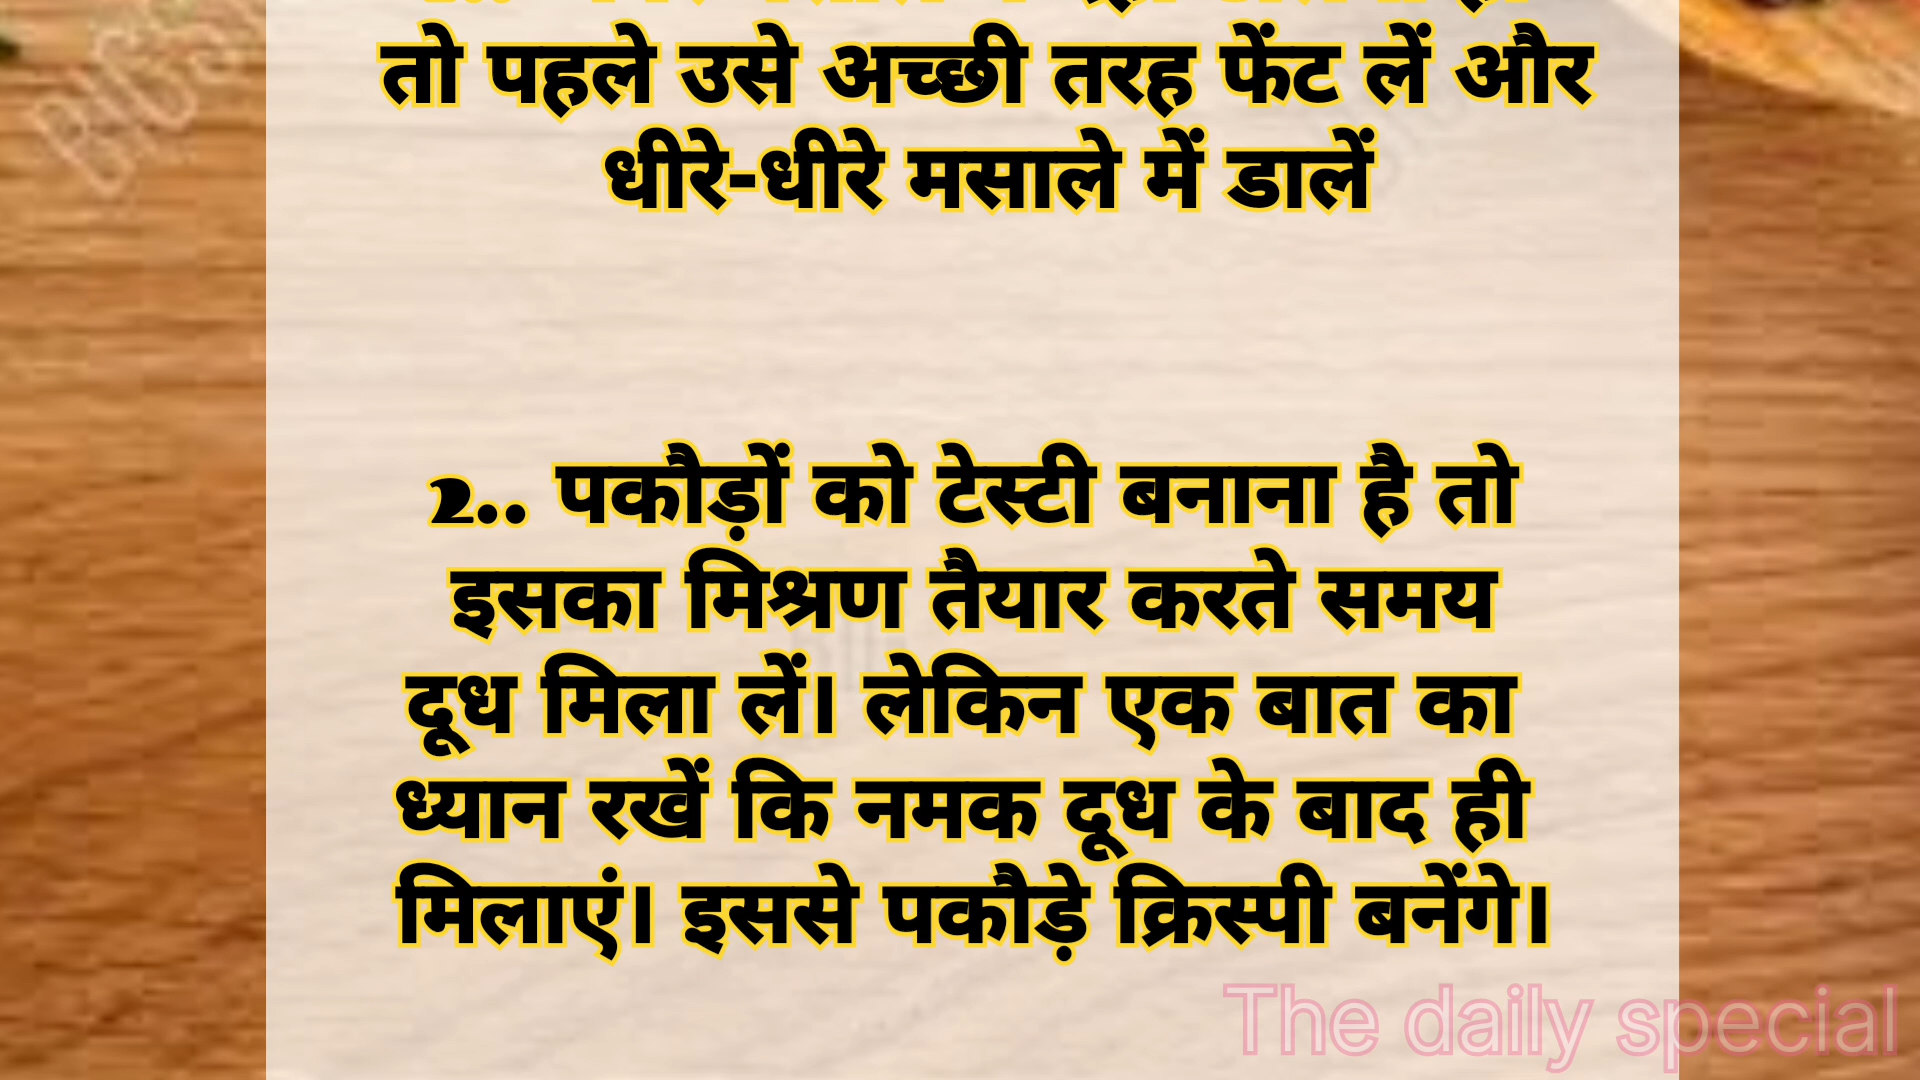 तो पहले उसे अच्छी तरह फेंट लें और
धीरे-धीरे मसाले में डालें
2.. पकौड़ों को टेस्टी बनाना है तो
इसका मिश्रण तैयार करते समय
दूध मिला लें। लेकिन एक बात का
ध्यान रखें कि नमक दूध के बाद ही
मिलाएं। इससे पकौड़े क्रिस्पी बनेंगे।
The daily special